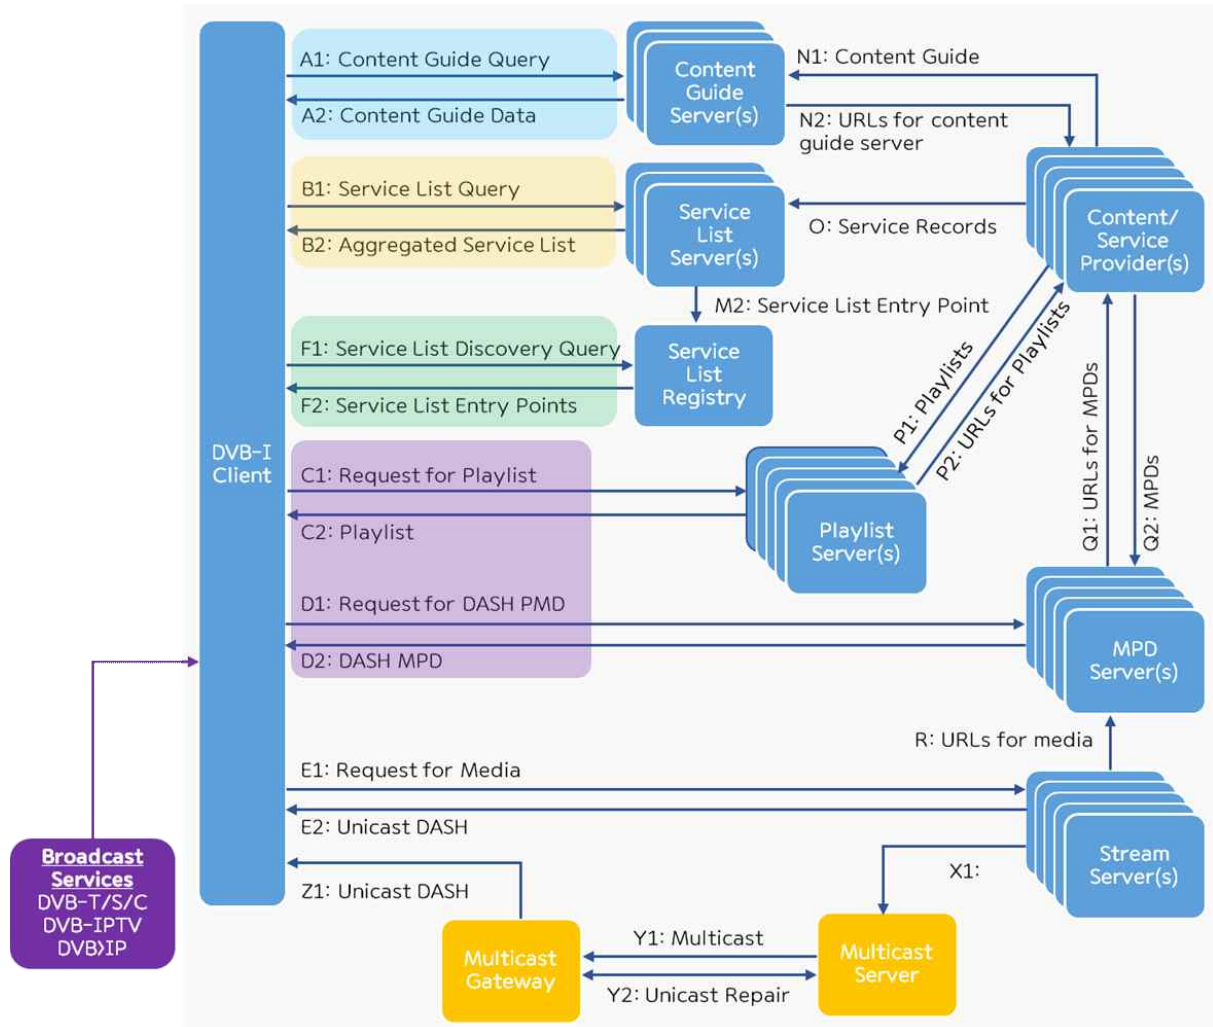 A1: Content Guide Query
A2: Content Guide Data
Content
Guide
Server(s)
N1: Content Guide
N2: URLs for content
guide server
B1: Service List Query
B2: Aggregated Service List
Service
List
Server(s)
O: Service Records
Content/
Service
Provider(s)
M2: Service List Entry Point
F1: Service List Discovery Query
F2: Service List Entry Points
Service
List
Registry
P1: Playlists
P2: URLs for Playlists
Q1: URLs for MPDs
Q2: MPDs
DVB-I
Client
C1: Request for Playlist
C2: Playlist
Playlist
Server(s)
D1: Request for DASH PMD
D2: DASH MPD
MPD
Server(s)
R: URLs for media
E1: Request for Media
E2: Unicast DASH
Stream
Server(s)
X1:
Z1: Unicast DASH
Broadcast
Services
DVB-T/S/C
DVB-IPTV
DVB>IP
Multicast
Gateway
Y1: Multicast
Y2: Unicast Repair
Multicast
Server